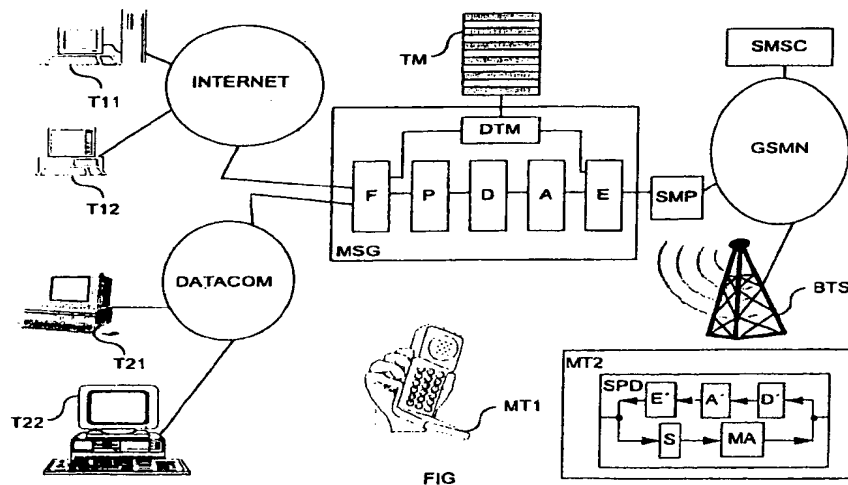 T11
INTERNET
TM
SMSC
DTM
GSMN
T12
F
P
D
A
E
SMP
MSG
DATACOM
BTS
T21
MT2
SPD
E´
A´
D´
T22
MT1
S
MA
FIG